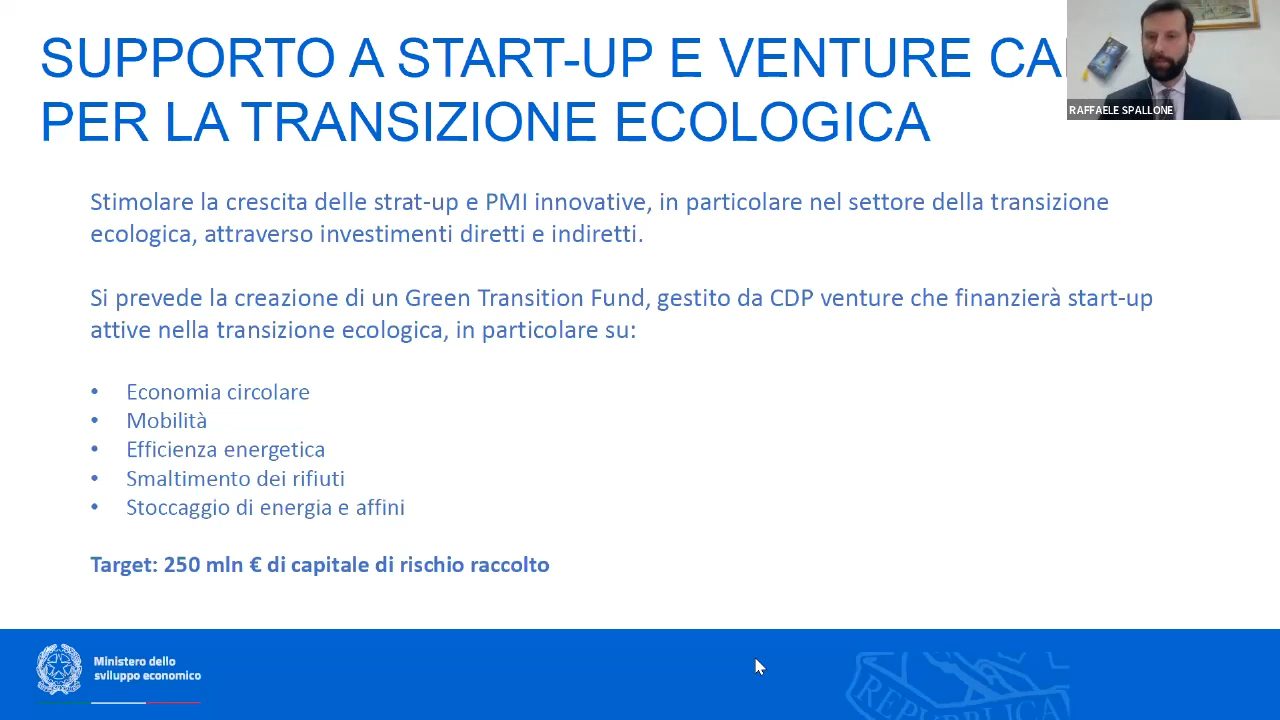 SUPPORTO A START-UP E VENTURE
PER LA TRANSIZIONE ECOLOGICA
RAFFAELE SPALLONE
Stimolare la crescita delle strat-up e PMI innovative, in particolare nel settore della transizione
ecologica, attraverso investimenti diretti e indiretti.
Si prevede la creazione di un Green Transition Fund, gestito da CDP venture che finanzierà start-up
attive nella transizione ecologica, in particolare su:
• Economia circolare
• Mobilità
• Efficienza energetica
• Smaltimento dei rifiuti
• Stoccaggio di energia e affini
Target: 250 mln € di capitale di rischio raccolto
Ministero dello
sviluppo economico
REPUBBLICA